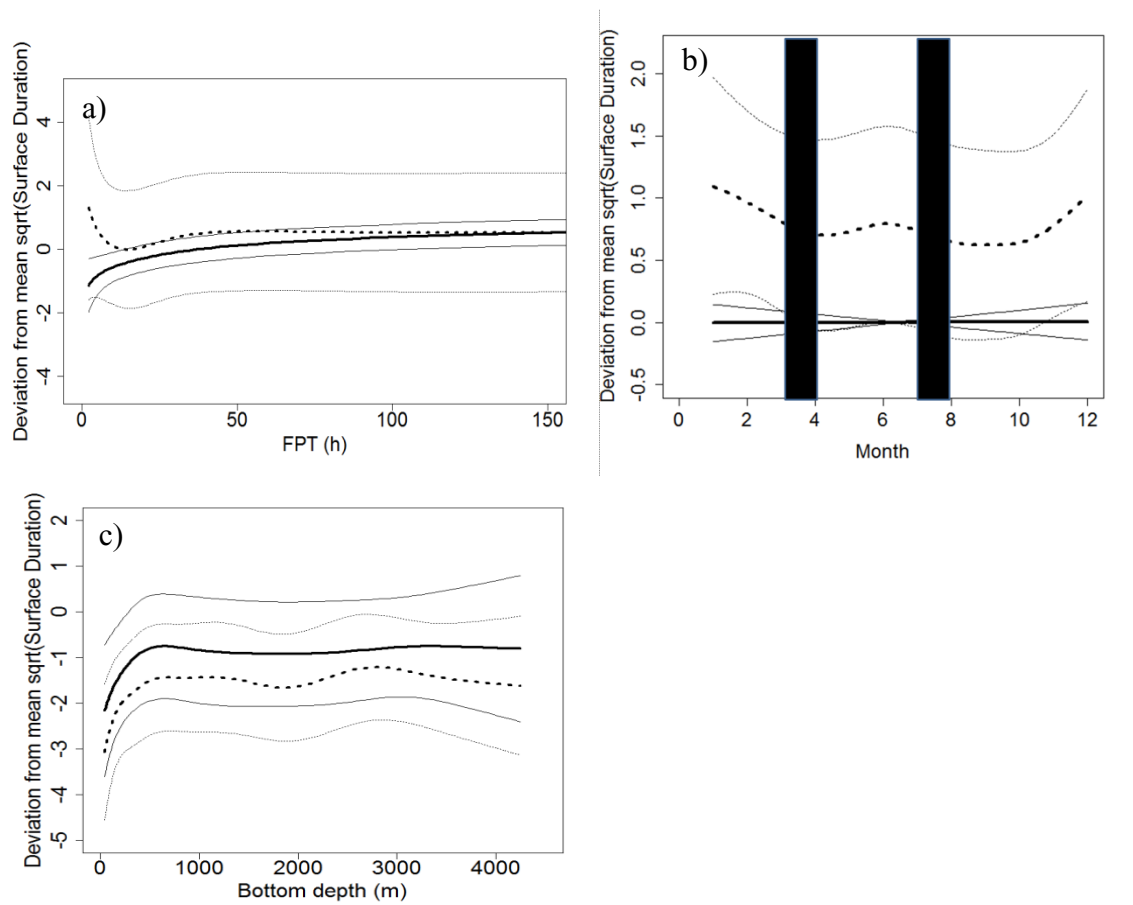 a)
Deviation from mean sqrt(Surface Duration)
4
2
0
2
-4
0 50 100 150
FPT (h)
b)
Deviation from mean sqrt(Surface Duration)
2.0
1.5
1.0
0.5
0.0
-0.5
0 2 4 6 8 10 12
Month
c)
Deviation from mean sqrt(Surface Duration)
2
1
0
-1
-2
-3
-4
-5
0 1000 2000 3000 4000
Bottom depth (m)